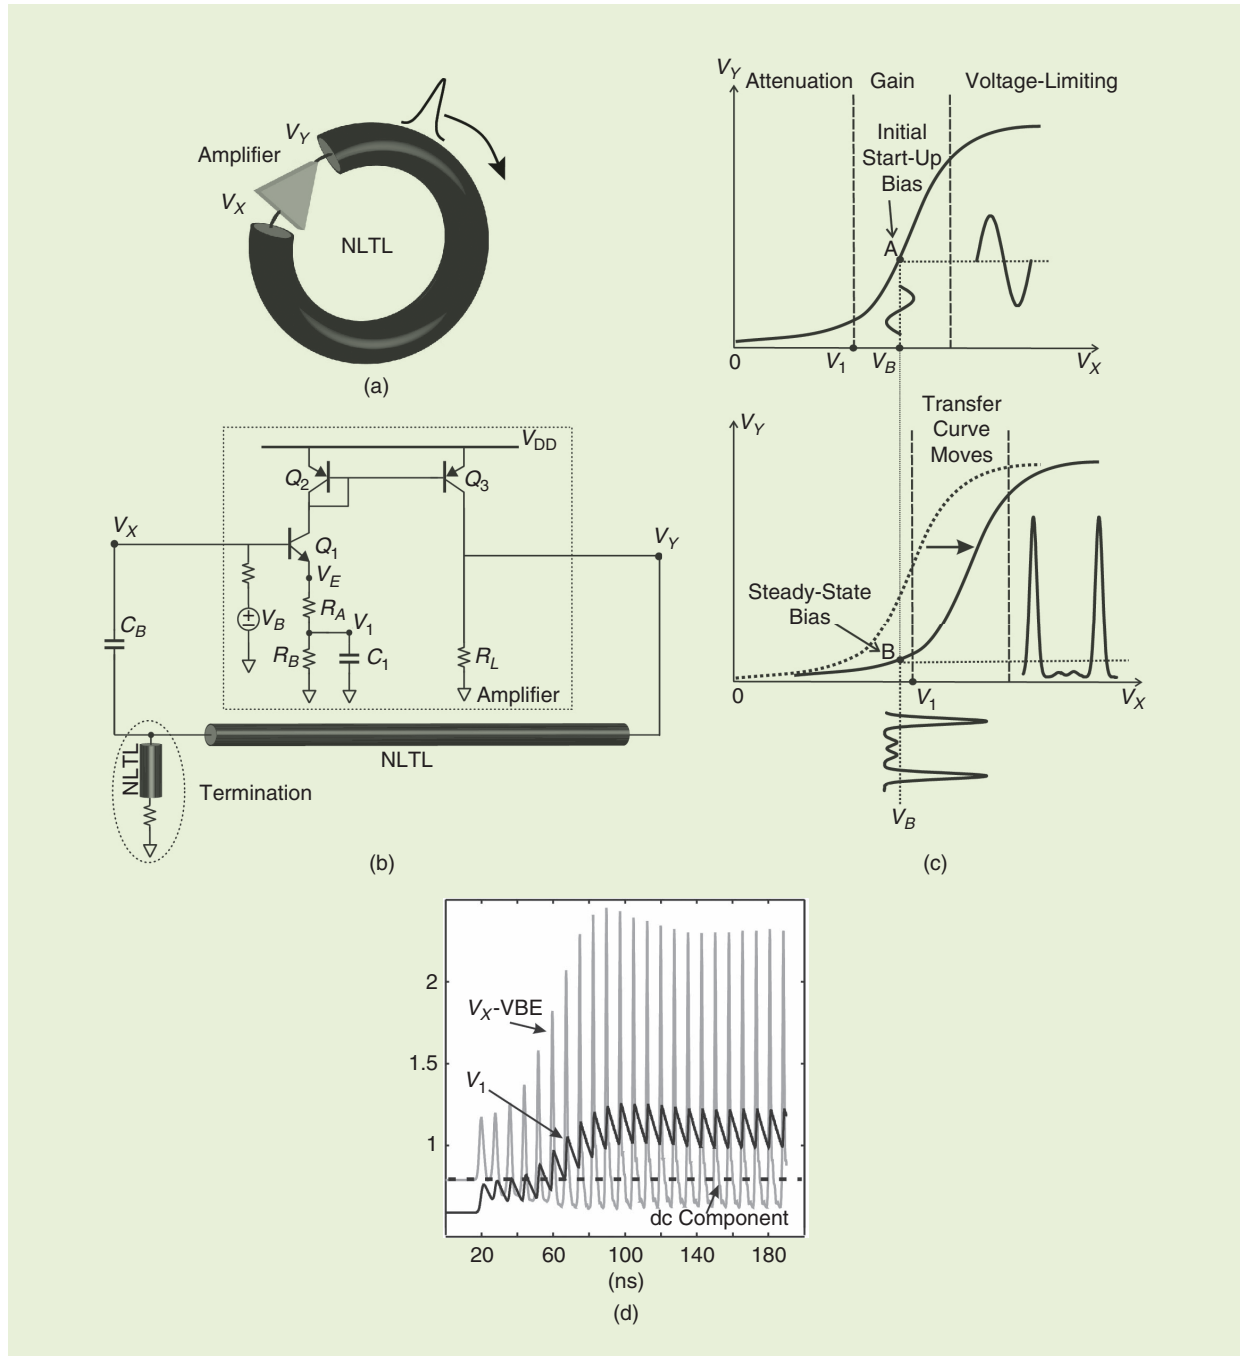 V_Y
Amplifier
V_X
NLTL
(a)
V_DD
Q_2
Q_3
V_X
Q_1
V_Y
V_E
R_A
V_B
V_1
C_B
R_B
C_1
R_L
Amplifier
NLTL
NLTL
Termination
(b)
V_Y
Attenuation
Gain
Voltage-Limiting
Initial
Start-Up
Bias
A
0
V_1
V_B
V_X
V_Y
Transfer
Curve
Moves
Steady-State
Bias
B
0
V_1
V_X
V_B
(c)
2
V_X-VBE
1.5
V_1
1
dc Component
20 60 100 140 180
(ns)
(d)